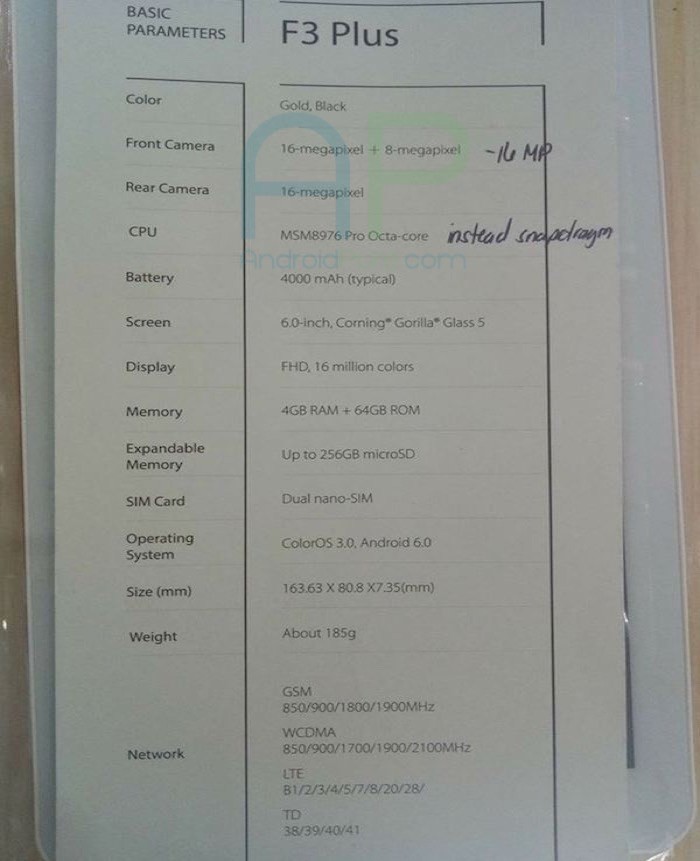 BASIC
PARAMETERS
F3 Plus
Color
Gold, Black
Front Camera
16-megapixel + 8-megapixel
-16 MP
Rear Camera
16-megapixel
CPU
MSM8976 Pro Octa-core
instead snapdragm
Battery
4000 mAh (typical)
Screen
6.0-inch, Corning® Gorilla® Glass 5
Display
FHD, 16 million colors
Memory
4GB RAM + 64GB ROM
Expandable
Memory
Up to 256GB microSD
SIM Card
Dual nano-SIM
Operating
System
ColorOS 3.0, Android 6.0
Size (mm)
163.63 X 80.8 X7.35(mm)
Weight
About 185g
Network
GSM
850/900/1800/1900MHz
WCDMA
850/900/1700/1900/2100MHz
LTE
B1/2/3/4/5/7/8/20/28/
TD
38/39/40/41
AP
Android
com